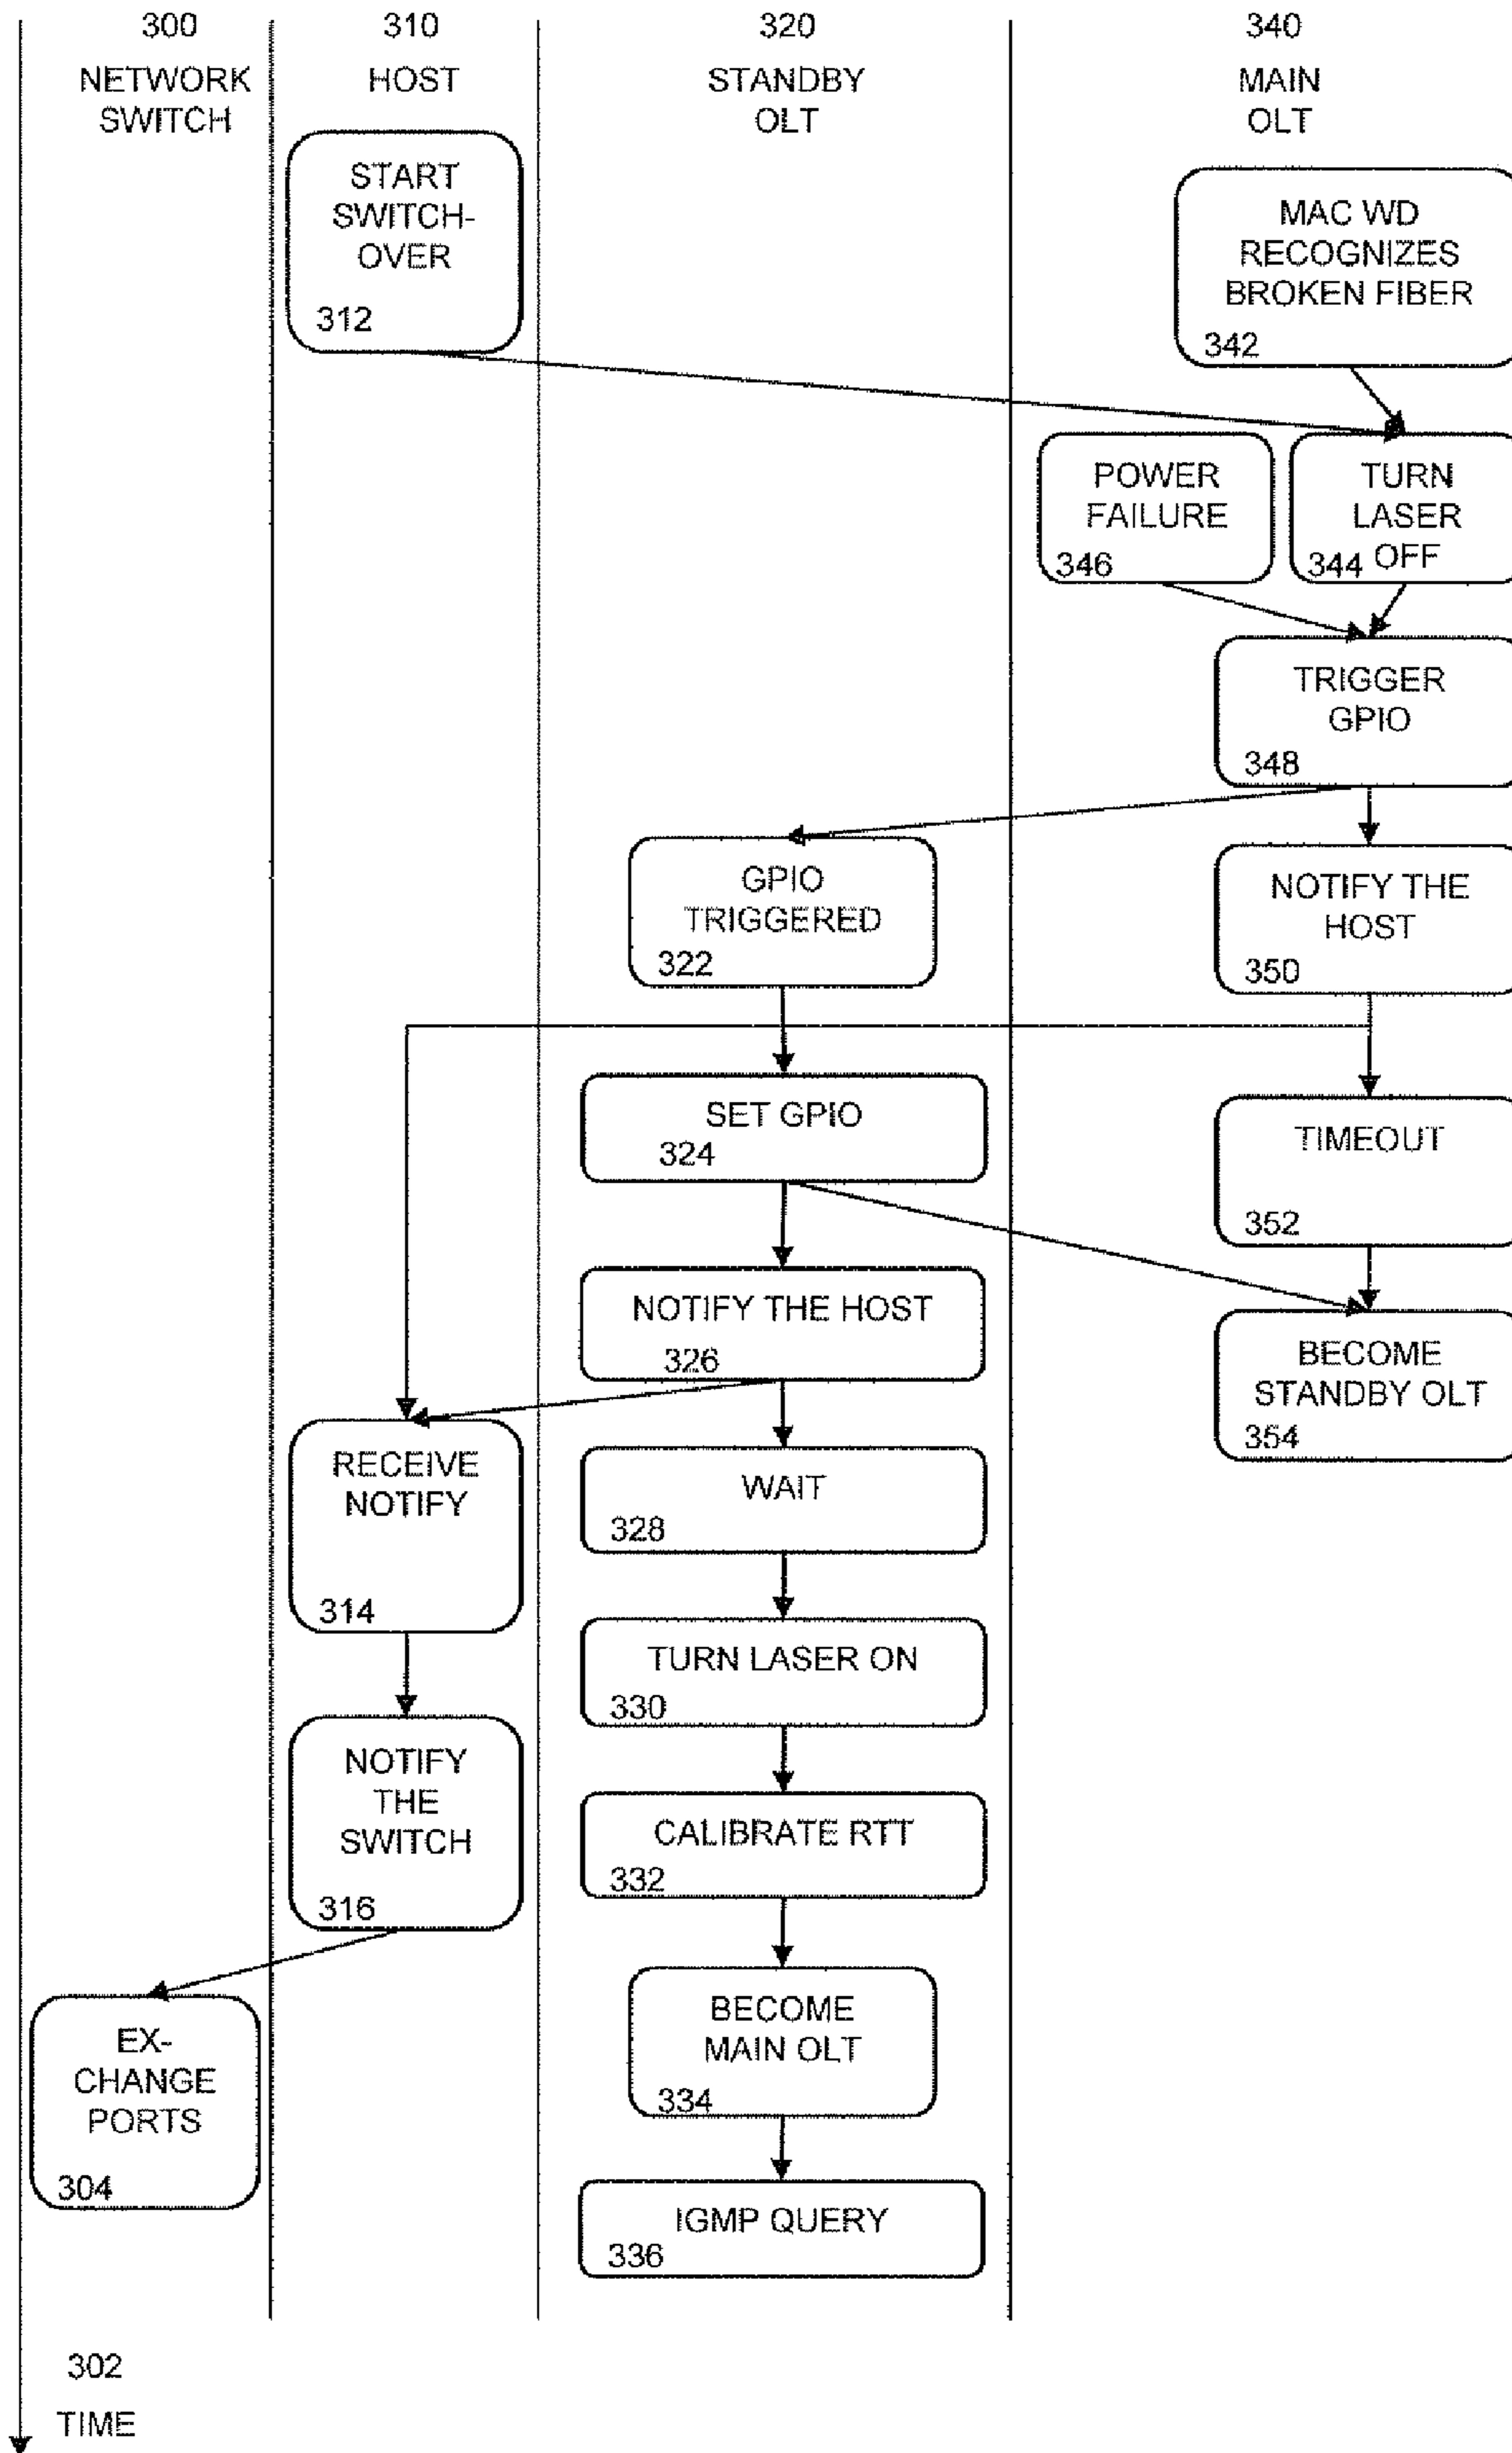 300
NETWORK
SWITCH
310
HOST
320
STANDBY
OLT
340
MAIN
OLT
START
SWITCH-
OVER
312
MAC WD
RECOGNIZES
BROKEN FIBER
342
POWER
FAILURE
346
TURN
LASER
OFF
344
TRIGGER
GPIO
348
GPIO
TRIGGERED
322
NOTIFY THE
HOST
350
SET GPIO
324
TIMEOUT
352
NOTIFY THE HOST
326
BECOME
STANDBY OLT
354
RECEIVE
NOTIFY
314
WAIT
328
TURN LASER ON
330
NOTIFY
THE
SWITCH
316
CALIBRATE RTT
332
BECOME
MAIN OLT
334
EX-
CHANGE
PORTS
304
IGMP QUERY
336
302
TIME